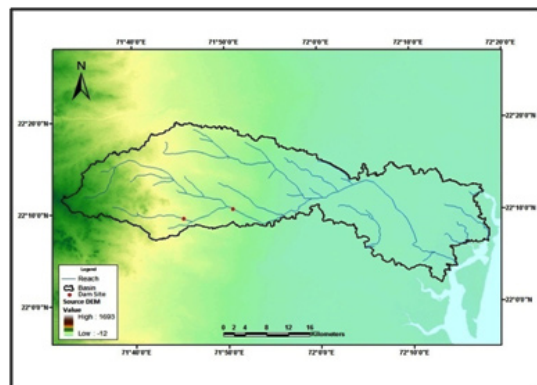 71°40'0"E 71°50'0"E 72°0'0"E 72°10'0"E 72°20'0"E
N
22°20'0"N 22°20'0"N
22°10'0"N 22°10'0"N
22°0'0"N 22°0'0"N
Legend
Reach
Basin
Dam Site
Source DEM
Value
High : 1693
Low : -12
0 2 4 8 12 16
Kilometers
71°40'0"E 71°50'0"E 72°0'0"E 72°10'0"E